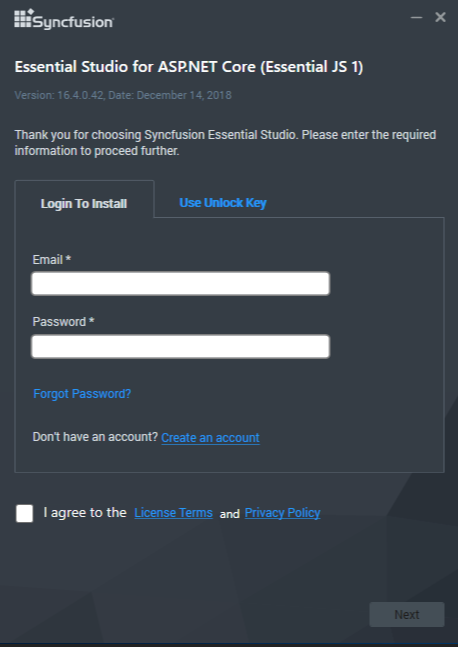 Syncfusion
Essential Studio for ASP.NET Core (Essential JS 1)
Version: 16.4.0.42, Date: December 14, 2018
Thank you for choosing Syncfusion Essential Studio. Please enter the required
information to proceed further.
Login To Install
Use Unlock Key
Email *
Password *
Forgot Password?
Don't have an account? Create an account
I agree to the License Terms and Privacy Policy
Next